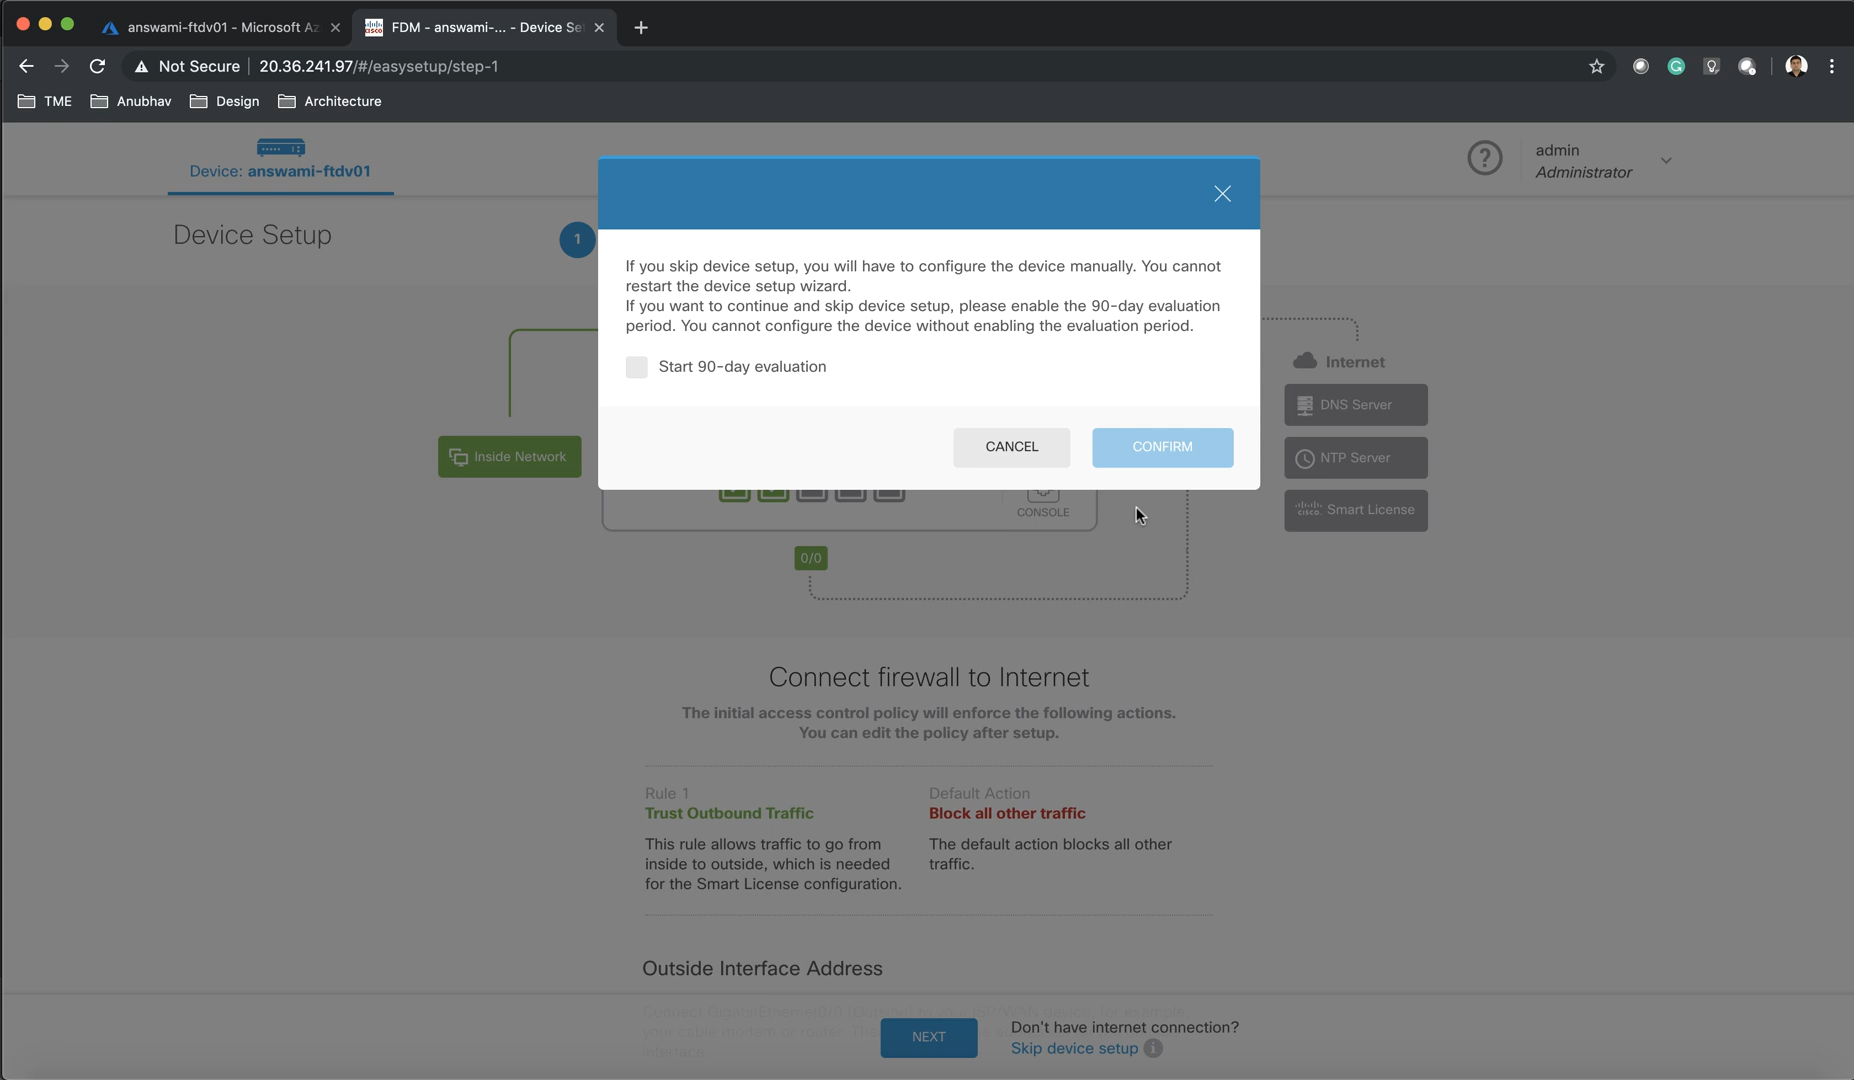 answami-ftdv01 - Microsoft Az
FDM - answami-... - Device Se
Not Secure
20.36.241.97/#/easysetup/step-1
TME
Anubhav
Design
Architecture
Device: answami-ftdv01
admin
Administrator
Device Setup
1
If you skip device setup, you will have to configure the device manually. You cannot
restart the device setup wizard.
If you want to continue and skip device setup, please enable the 90-day evaluation
period. You cannot configure the device without enabling the evaluation period.
Start 90-day evaluation
CANCEL
CONFIRM
Inside Network
Internet
DNS Server
NTP Server
Smart License
CONSOLE
0/0
Connect firewall to Internet
The initial access control policy will enforce the following actions.
You can edit the policy after setup.
Rule 1
Trust Outbound Traffic
This rule allows traffic to go from
inside to outside, which is needed
for the Smart License configuration.
Default Action
Block all other traffic
The default action blocks all other
traffic.
Outside Interface Address
NEXT
Don't have internet connection?
Skip device setup